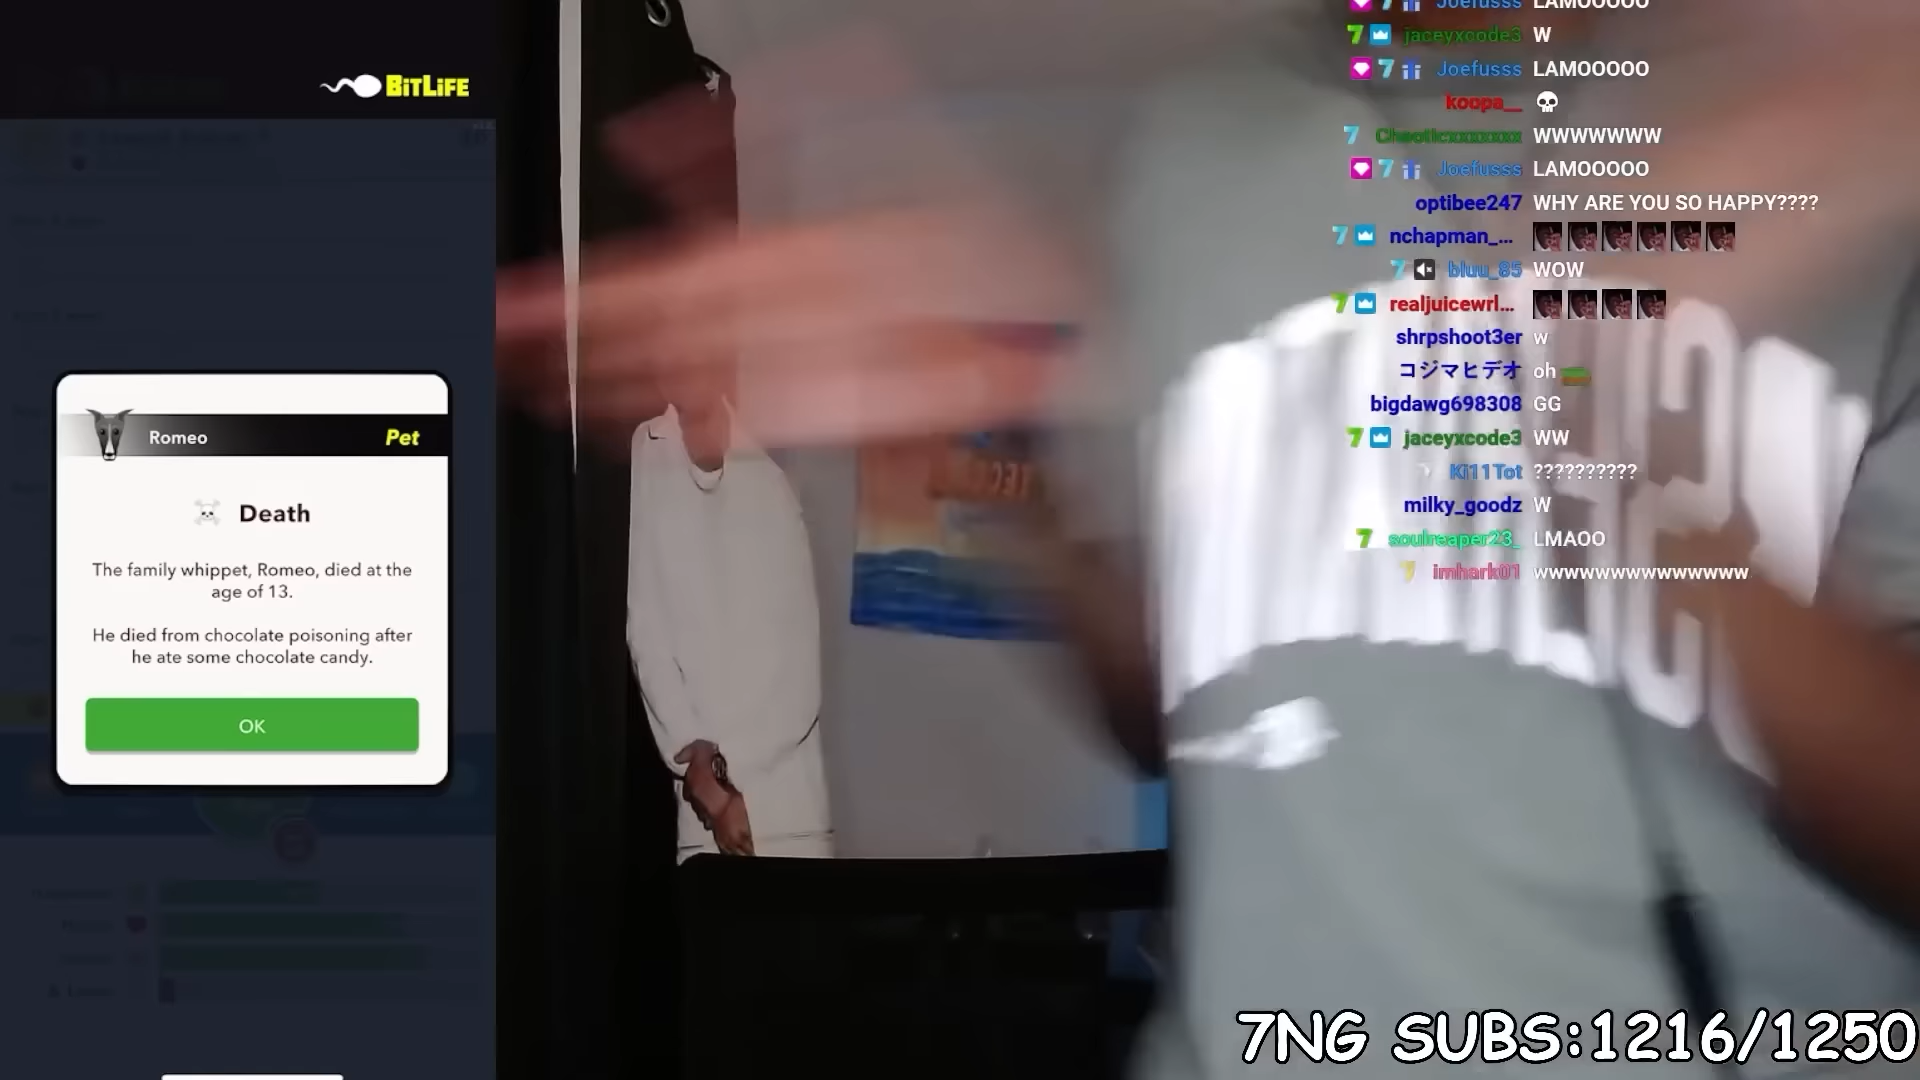 BitLife
Romeo
Pet
Death
The family whippet, Romeo, died at the
age of 13.
He died from chocolate poisoning after
he ate some chocolate candy.
OK
Joefusss LAMOOOOO
jaceyxcode3 W
Joefusss LAMOOOOO
koopa__
Chaoticxxxxxxx WWWWWWW
Joefusss LAMOOOOO
optibee247 WHY ARE YOU SO HAPPY????
nchapman_...
bluu_85 WOW
realjuicewrl...
shrpshoot3er w
コジマヒデオ oh
bigdawg698308 GG
jaceyxcode3 WW
Ki11Tot ??????????
milky_goodz W
soulreaper23_ LMAOO
imhark01 wwwwwwwwwwwwww
7NG SUBS:1216/1250